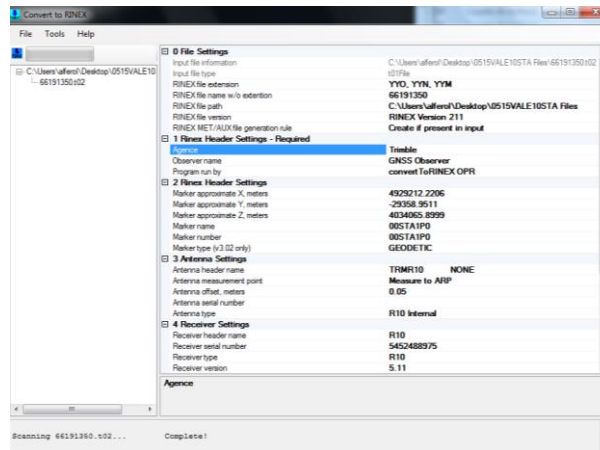 Convert to RINEX
File Tools Help
C:\Users\alferol\Desktop\0515VALE10
66191350.t02
0 File Settings
Input file information C:\Users\alferol\Desktop\0515VALE10STA Files\66191350.t02
Input file type t01File
RINEX file extension YYO, YYN, YYM
RINEX file name w/o extention 66191350
RINEX file path C:\Users\alferol\Desktop\0515VALE10STA Files
RINEX file version RINEX Version 211
RINEX MET/AUX file generation rule Create if present in input
1 Rinex Header Settings - Required
Agence Trimble
Observer name GNSS Observer
Program run by convertToRINEX OPR
2 Rinex Header Settings
Marker approximate X, meters 4929212.2206
Marker approximate Y, meters -29358.9511
Marker approximate Z, meters 4034065.8999
Marker name 00STA1P0
Marker number 00STA1P0
Marker type (v3.02 only) GEODETIC
3 Antenna Settings
Antenna header name TRMR10 NONE
Antenna measurement point Measure to ARP
Antenna offset, meters 0.05
Antenna serial number
Antenna type R10 Internal
4 Receiver Settings
Receiver header name R10
Receiver serial number 5452488975
Receiver type R10
Receiver version 5.11
Agence
Scanning 66191350.t02... Complete!